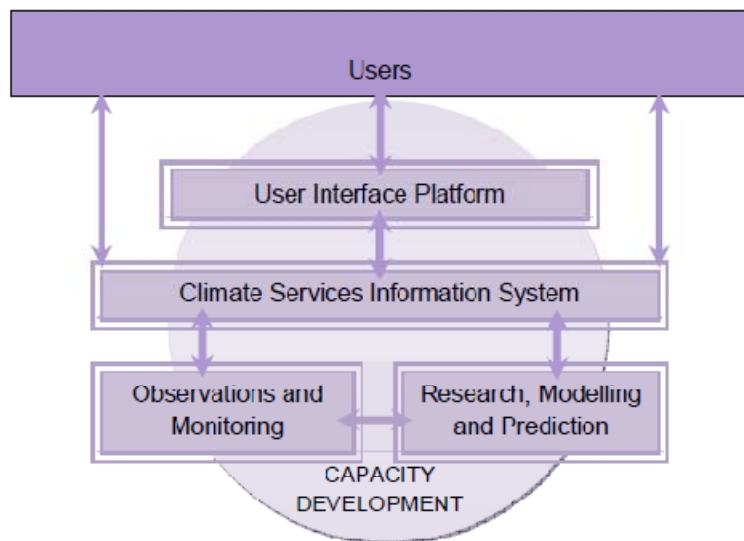 Users
User Interface Platform
Climate Services Information System
Observations and
Monitoring
Research, Modelling
and Prediction
CAPACITY
DEVELOPMENT